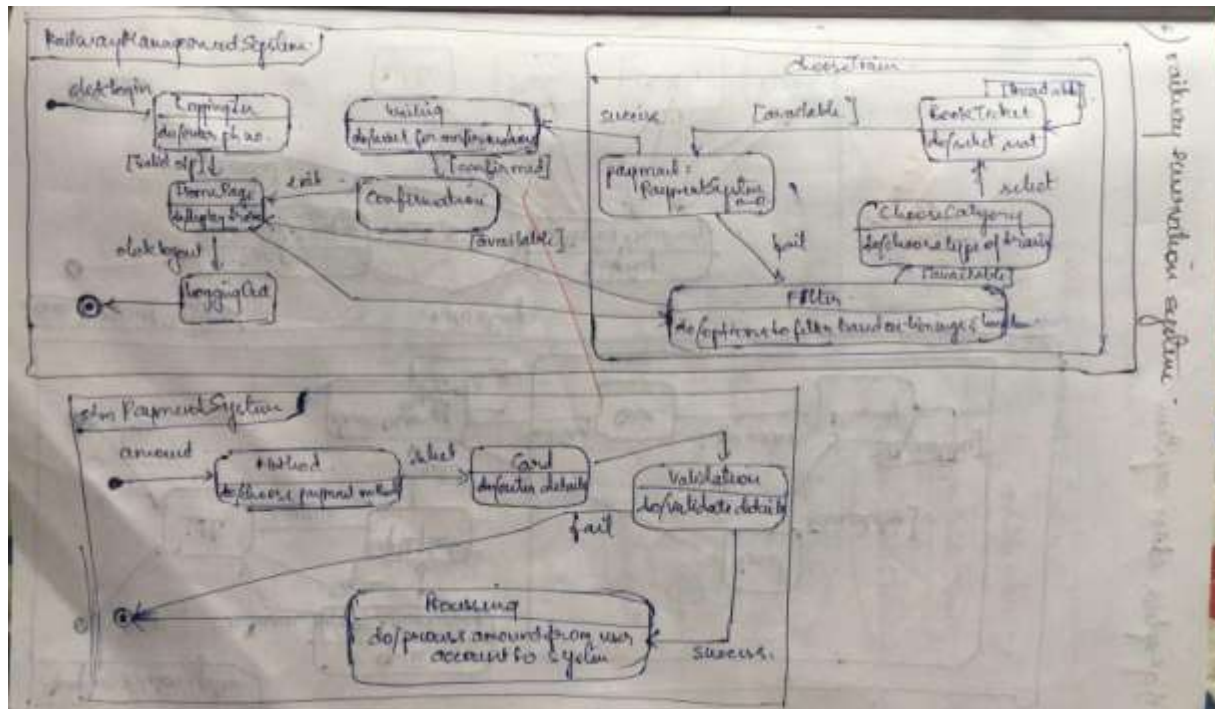 RailwayManagementSystem
click login
LoggingIn
do/enter ph no.
[valid otp]
HomePage
do/display trains
click logout
LoggingOut
Waiting
do/wait for confirmation
[confirmed]
exit
Confirmation
[available]
ChooseTrain
success
[available]
payment:
PaymentSystem
fail
[available]
BookTicket
do/select seat
select
ChooseCategory
do/choose type of train
[available]
Filter
do/options to filter based on timings &
stm PaymentSystem
amount
Method
do/choose payment method
select
Card
do/enter details
Validation
do/validate details
fail
success.
Processing
do/process amount from user
account to system
railway reservation system